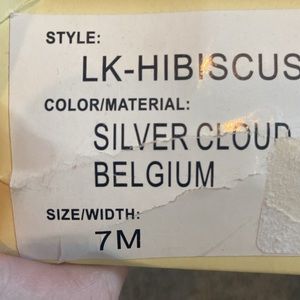 STYLE:
LK-HIBISCUS
COLOR/MATERIAL:
SILVER CLOUD
BELGIUM
SIZE/WIDTH:
7M